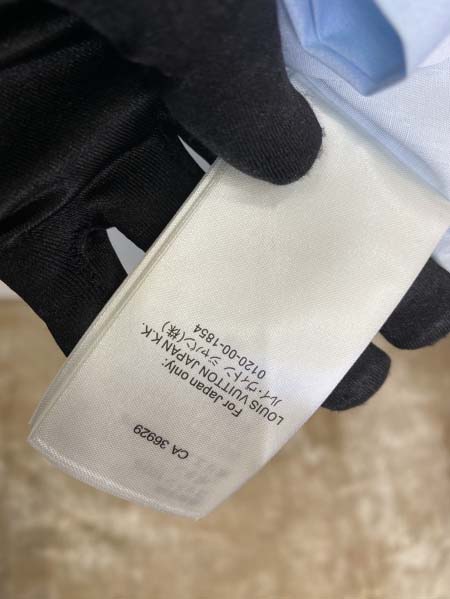 For Japan only:
LOUIS VUITTON JAPAN K.K.
ルイ・ヴィトン ジャパン(株)
0120-00-1854
CA 36929